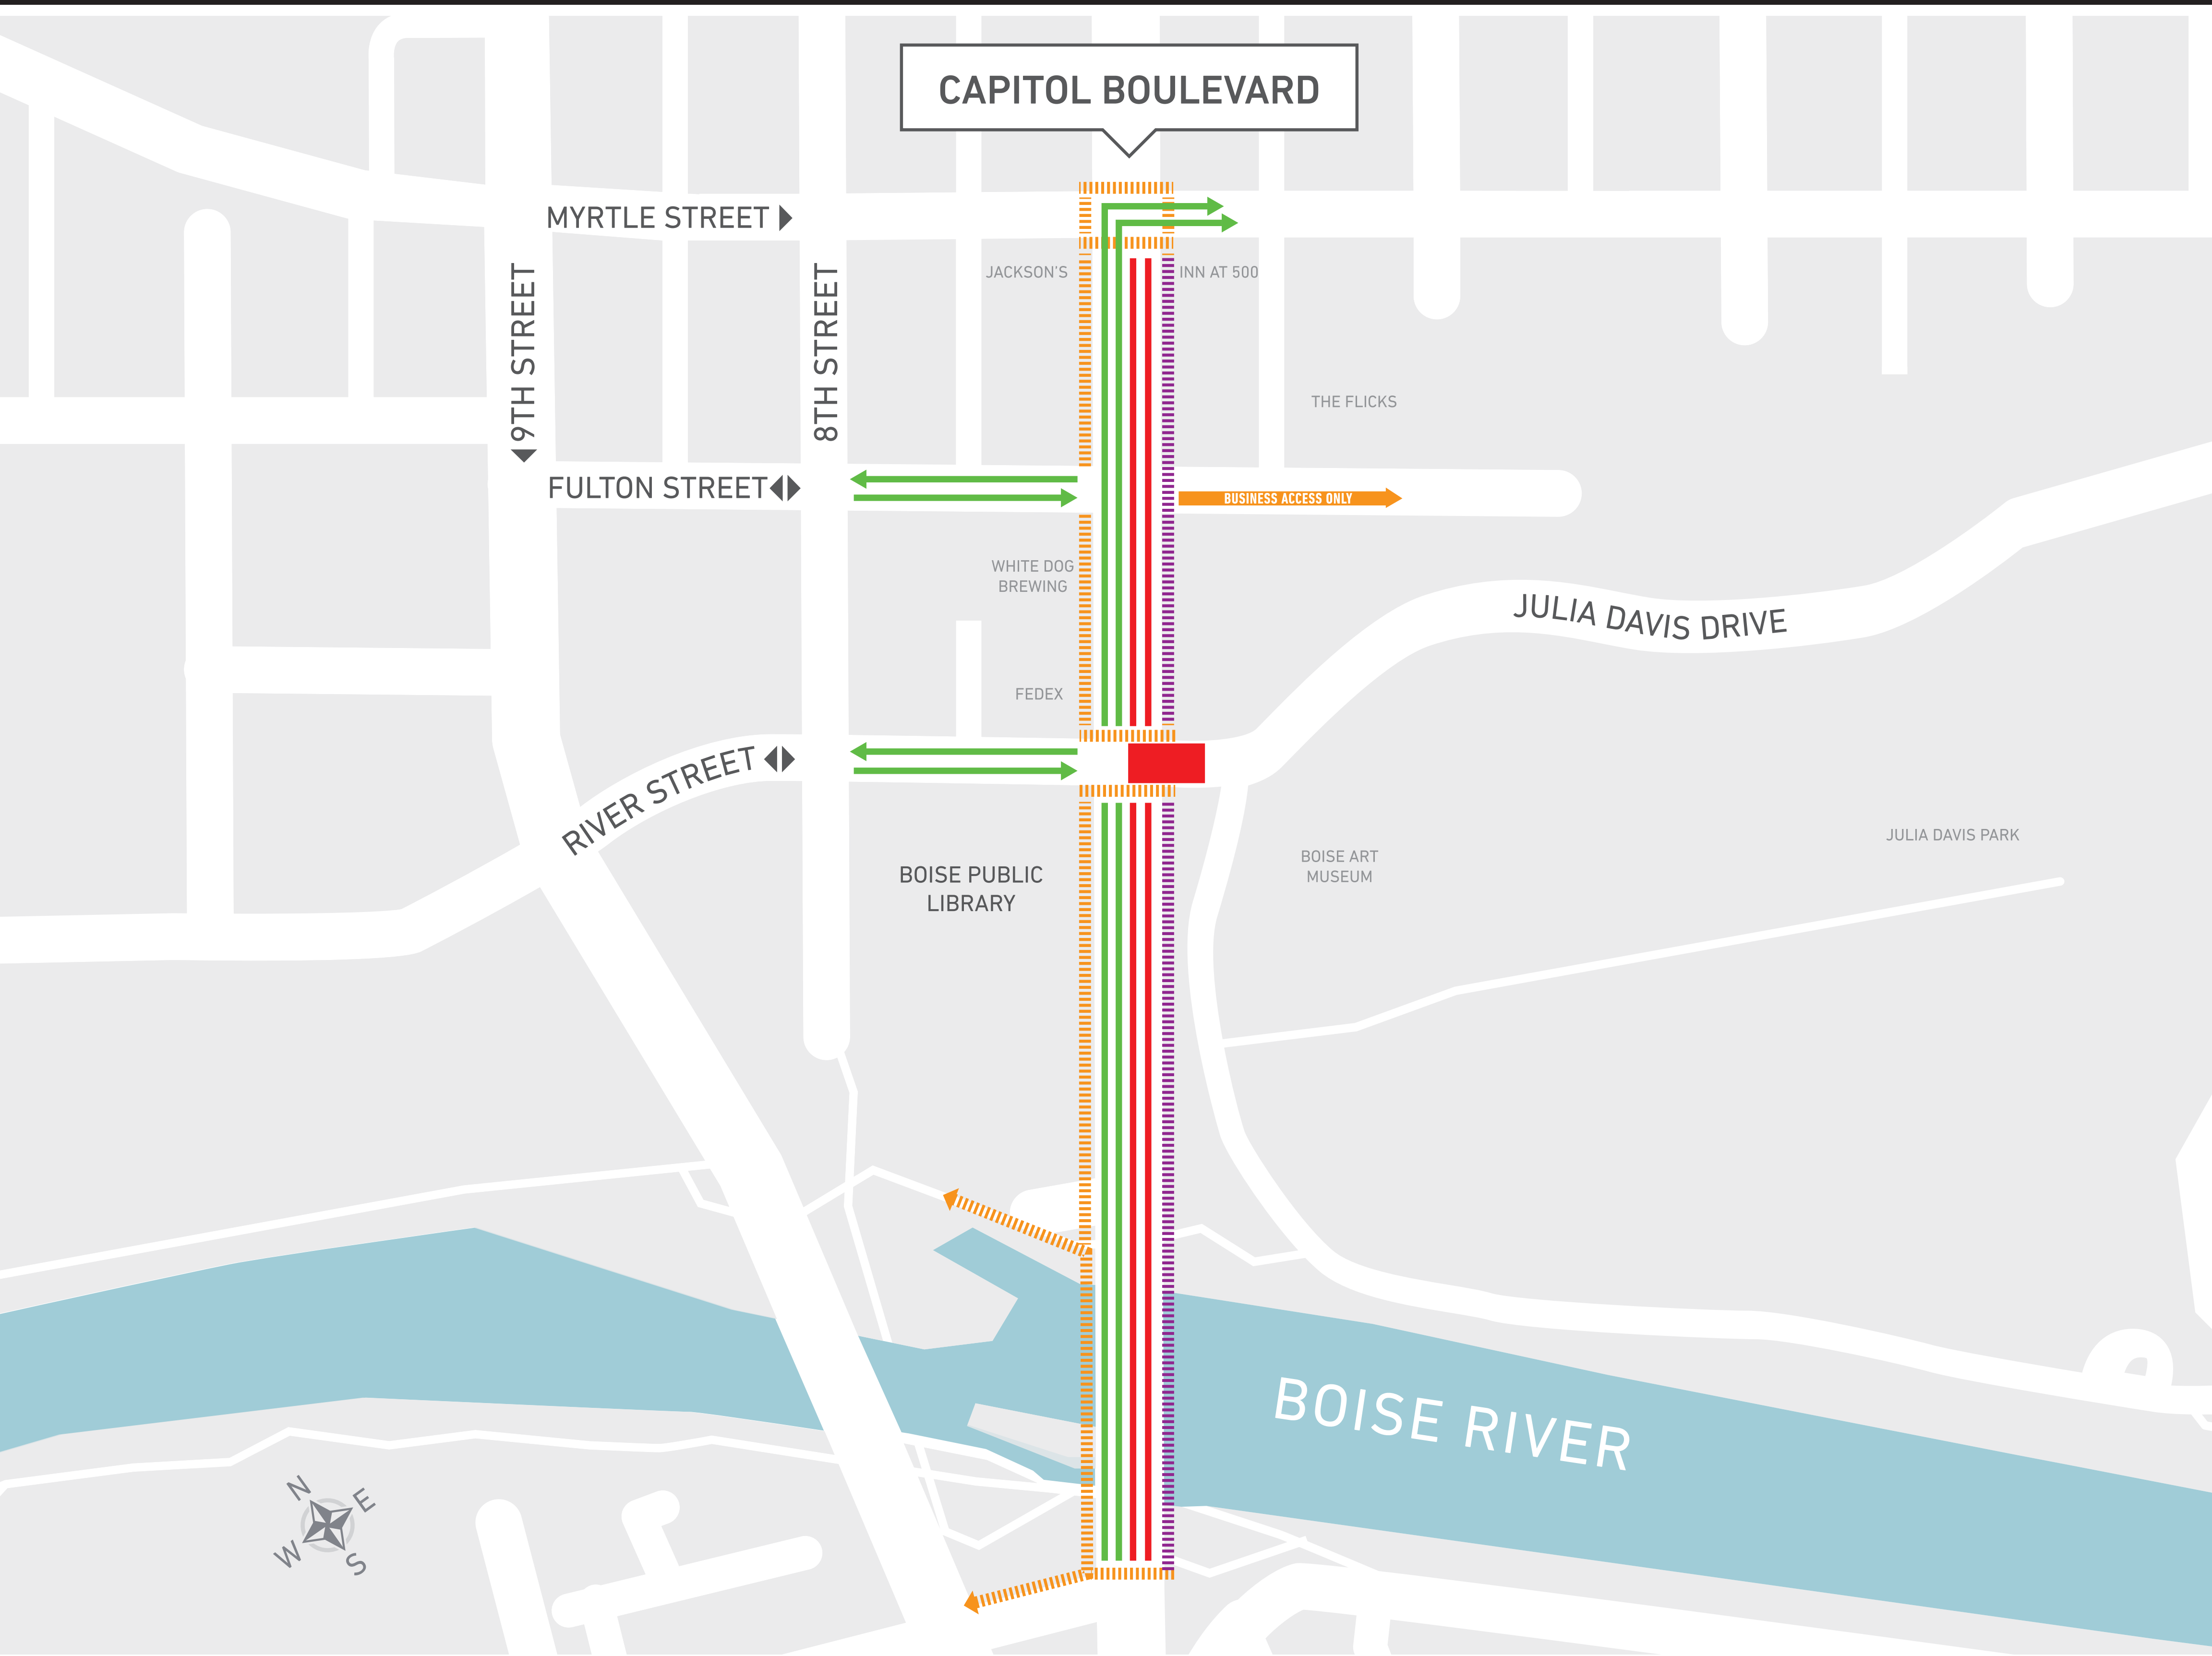 CAPITOL BOULEVARD
MYRTLE STREET
JACKSON'S
INN AT 500
9TH STREET
8TH STREET
THE FLICKS
FULTON STREET
BUSINESS ACCESS ONLY
WHITE DOG
BREWING
JULIA DAVIS DRIVE
FEDEX
RIVER STREET
JULIA DAVIS PARK
BOISE ART
MUSEUM
BOISE PUBLIC
LIBRARY
BOISE RIVER
N
E
W
S